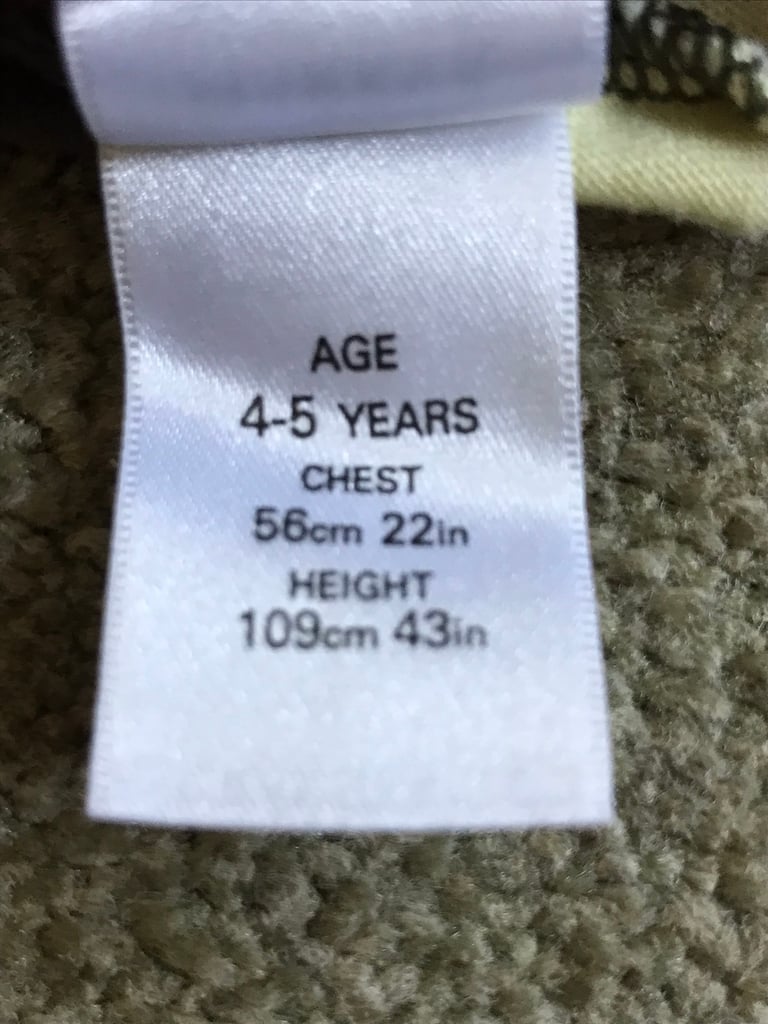 AGE
4-5 YEARS
CHEST
56cm 22in
HEIGHT
109cm 43in